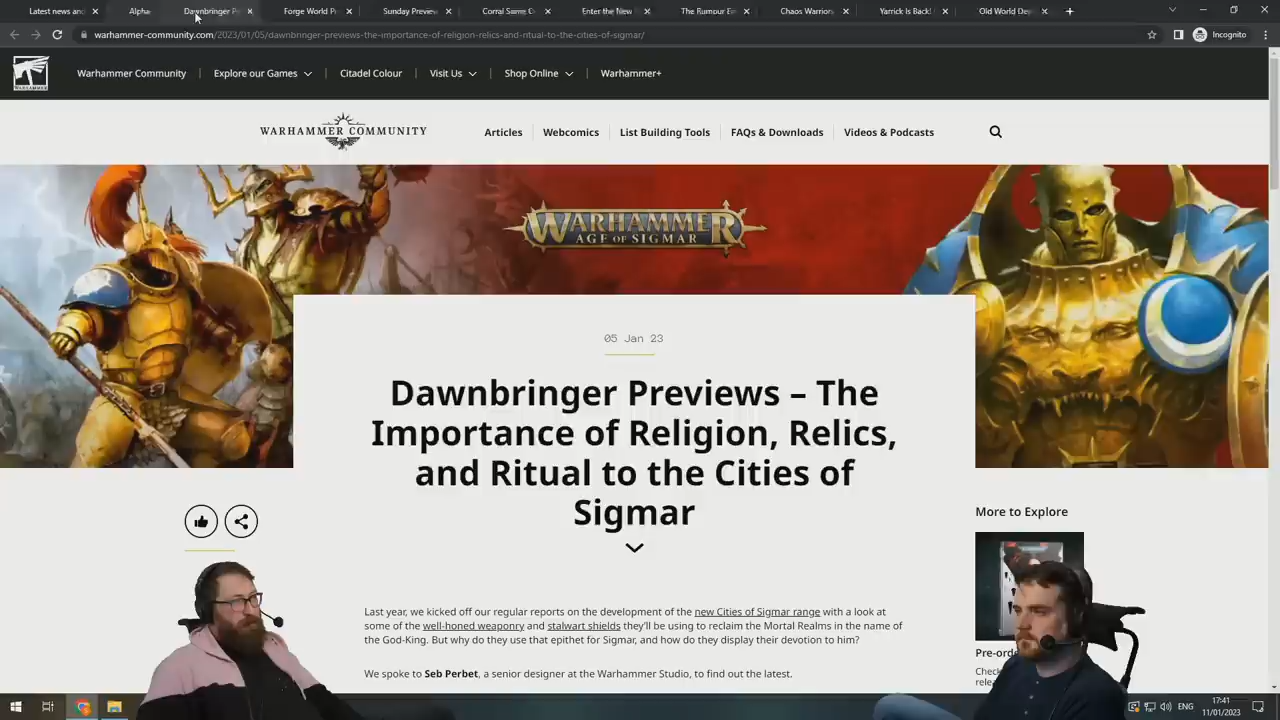 Latest news and
Alpha
Dawnbringer P
Forge World P
Sunday Preview
Corral Some G
Enter the New
The Rumour E
Chaos Warriors
Yarrick Is Back!
Old World De
warhammer-community.com/2023/01/05/dawnbringer-previews-the-importance-of-religion-relics-and-ritual-to-the-cities-of-sigmar/
Incognito
WARHAMMER
Warhammer Community
Explore our Games
Citadel Colour
Visit Us
Shop Online
Warhammer+
WARHAMMER COMMUNITY
Articles
Webcomics
List Building Tools
FAQs & Downloads
Videos & Podcasts
WARHAMMER
AGE OF SIGMAR
05 Jan 23
Dawnbringer Previews – The
Importance of Religion, Relics,
and Ritual to the Cities of
Sigmar
More to Explore
Last year, we kicked off our regular reports on the development of the new Cities of Sigmar range with a look at
some of the well-honed weaponry and stalwart shields they'll be using to reclaim the Mortal Realms in the name of
the God-King. But why do they use that epithet for Sigmar, and how do they display their devotion to him?
We spoke to Seb Perbet, a senior designer at the Warhammer Studio, to find out the latest.
Pre-orde
Check
relea
ENG
17:41
11/01/2023